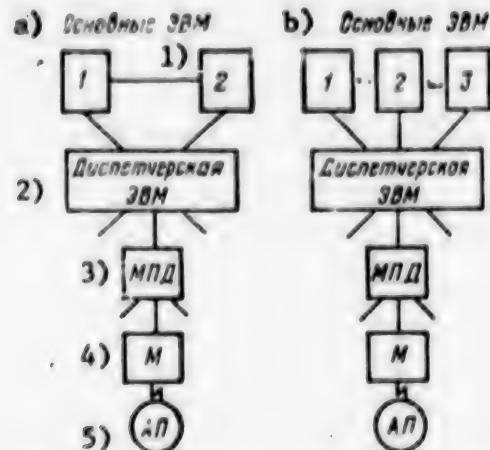 a) Основные ЭВМ
b) Основные ЭВМ
1)
1
2
1
2
3
2)
Диспетчерская
ЭВМ
Диспетчерская
ЭВМ
3)
МПД
МПД
4)
М
М
5)
АП
АП